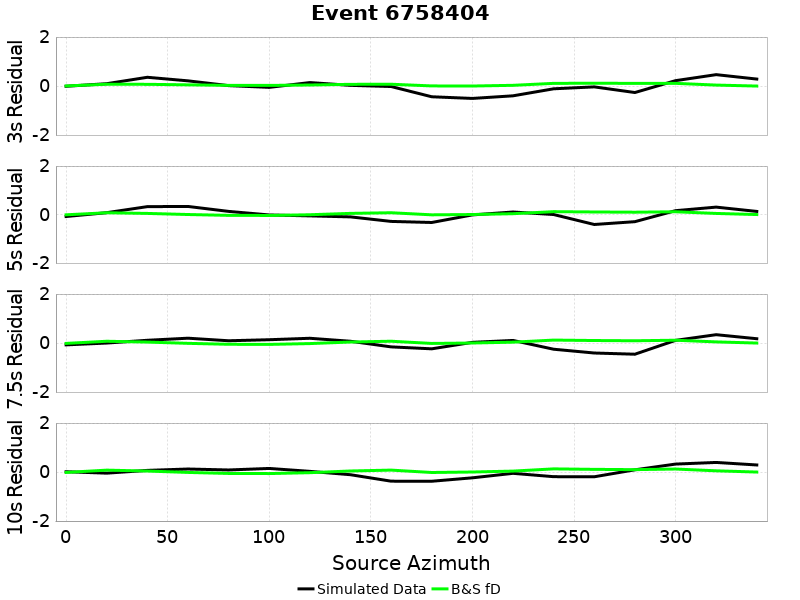 Event 6758404
3s Residual
2
0
-2
5s Residual
2
0
-2
7.5s Residual
2
0
-2
10s Residual
2
0
-2
0 50 100 150 200 250 300
Source Azimuth
Simulated Data B&S fD